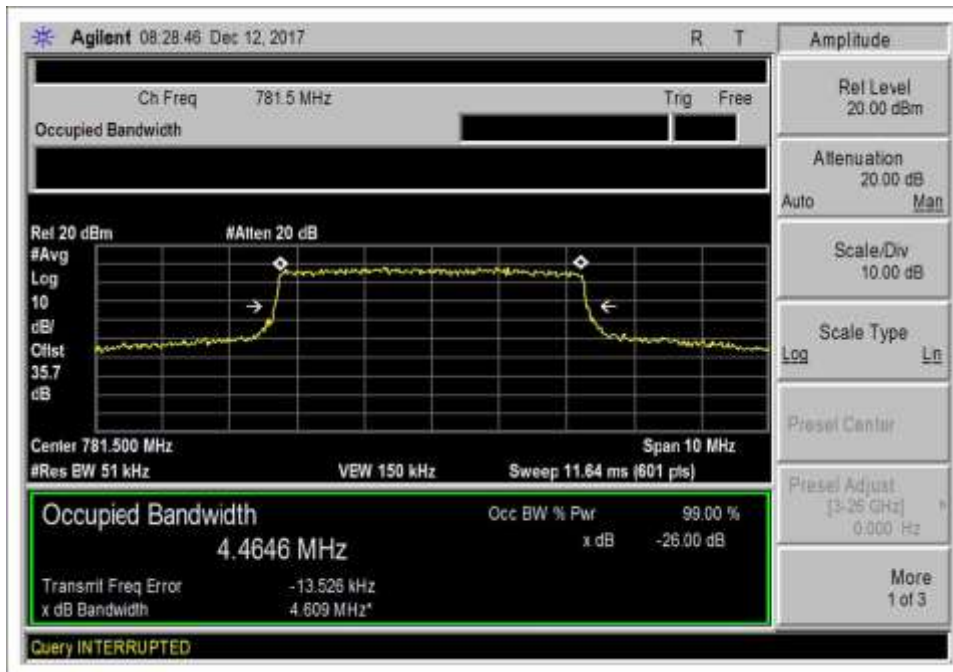 Agilent 08:28:46 Dec 12, 2017 R T
Ch Freq 781.5 MHz Trig Free
Occupied Bandwidth
Ref 20 dBm #Atten 20 dB
#Avg
Log
10
dB/
Offst
35.7
dB
Center 781.500 MHz Span 10 MHz
#Res BW 51 kHz VBW 150 kHz Sweep 11.64 ms (601 pts)
Occupied Bandwidth
4.4646 MHz
Occ BW % Pwr 99.00 %
x dB -26.00 dB
Transmit Freq Error -13.526 kHz
x dB Bandwidth 4.609 MHz*
Query INTERRUPTED
Amplitude
Ref Level
20.00 dBm
Attenuation
20.00 dB
Auto Man
Scale/Div
10.00 dB
Scale Type
Log Lin
Presel Center
Presel Adjust
[3-26 GHz]
0.000 Hz
More
1 of 3